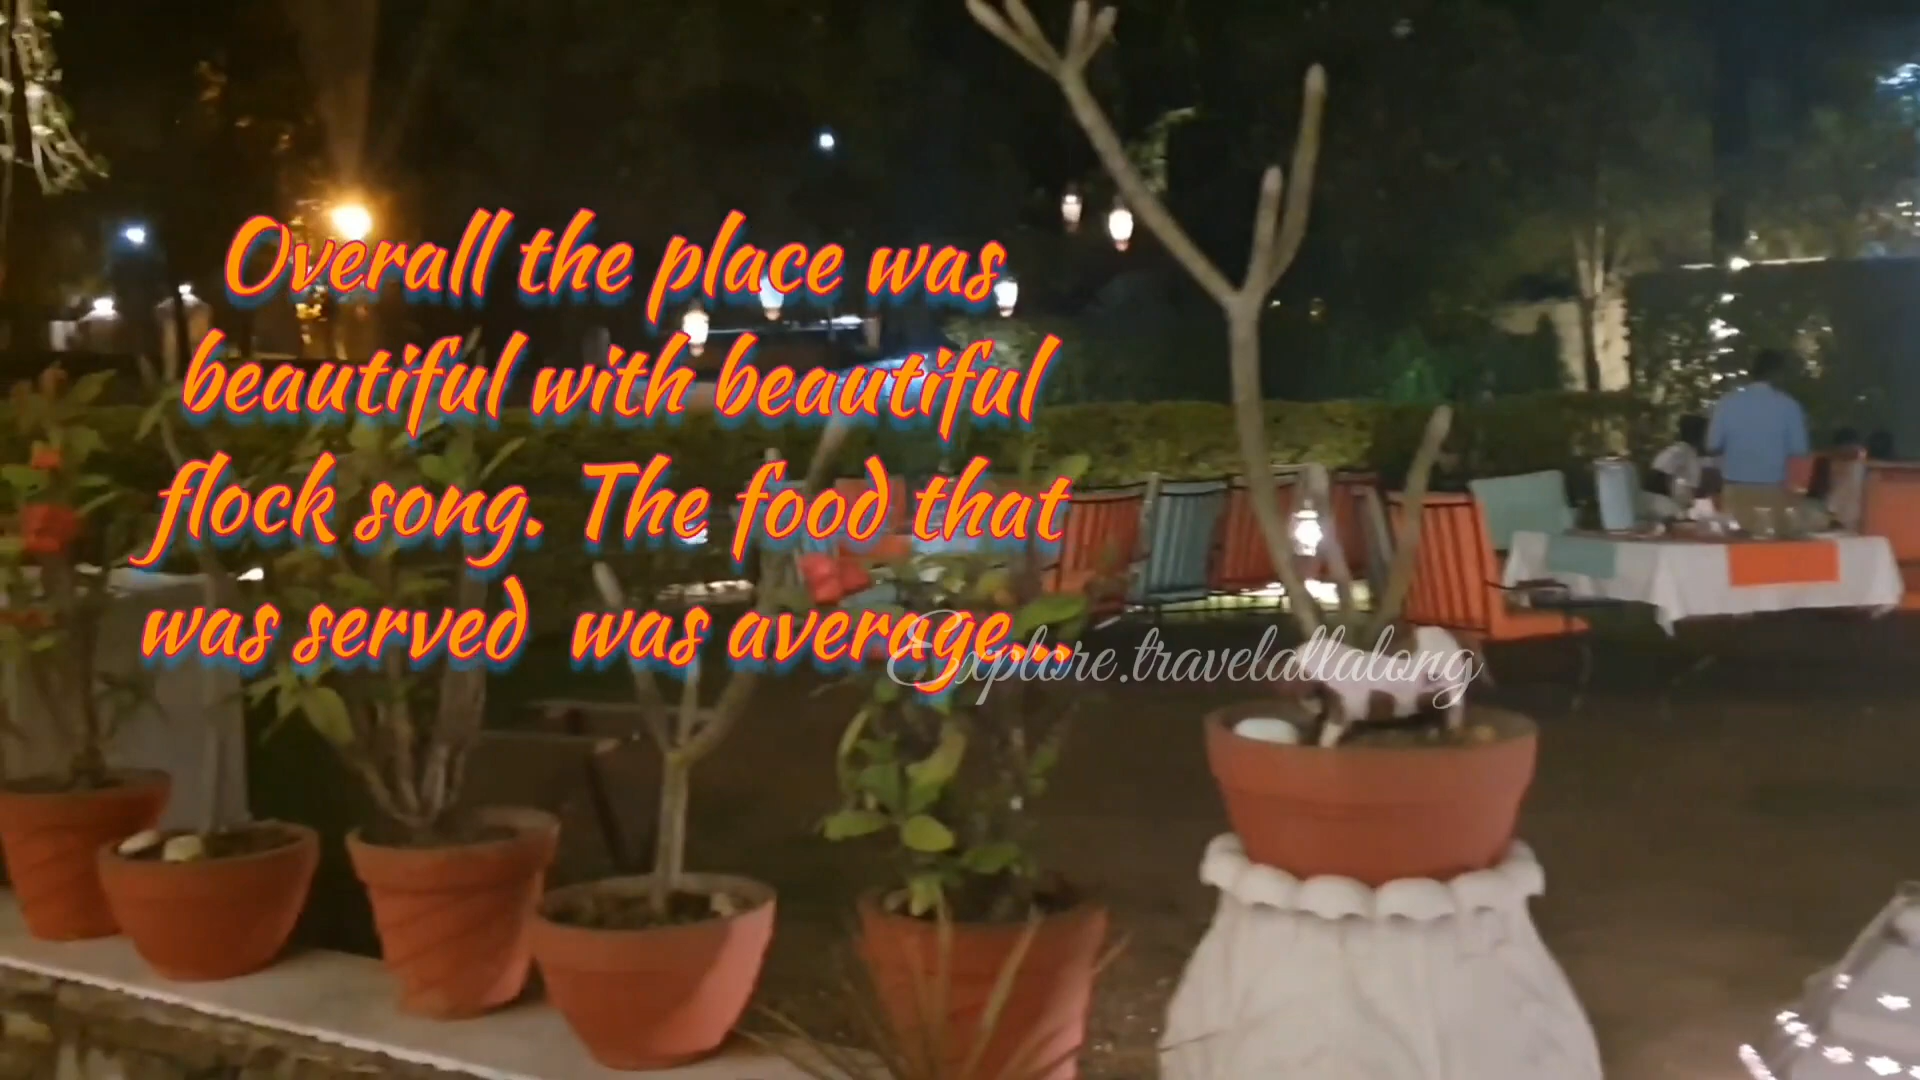 Overall the place was
beautiful with beautiful
flock song. The food that
was served  was average...
Explore.travelallalong